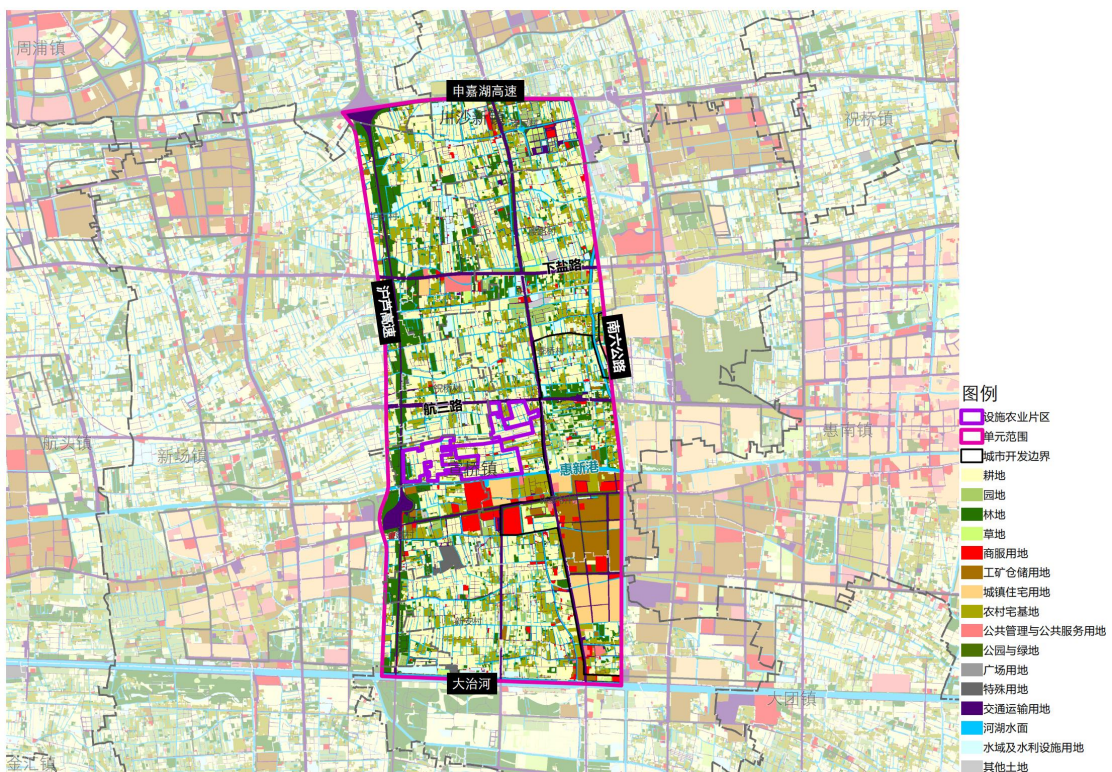 周浦镇
申嘉湖高速
川沙新
祝桥镇
下盐路
沪芦高速
南六公路
航三路
航头镇
新场镇
惠南镇
桥镇
惠新港
大治河
大团镇
图例
设施农业片区
单元范围
城市开发边界
耕地
园地
林地
草地
商服用地
工矿仓储用地
城镇住宅用地
农村宅基地
公共管理与公共服务用地
公园与绿地
广场用地
特殊用地
交通运输用地
河湖水面
水域及水利设施用地
其他土地